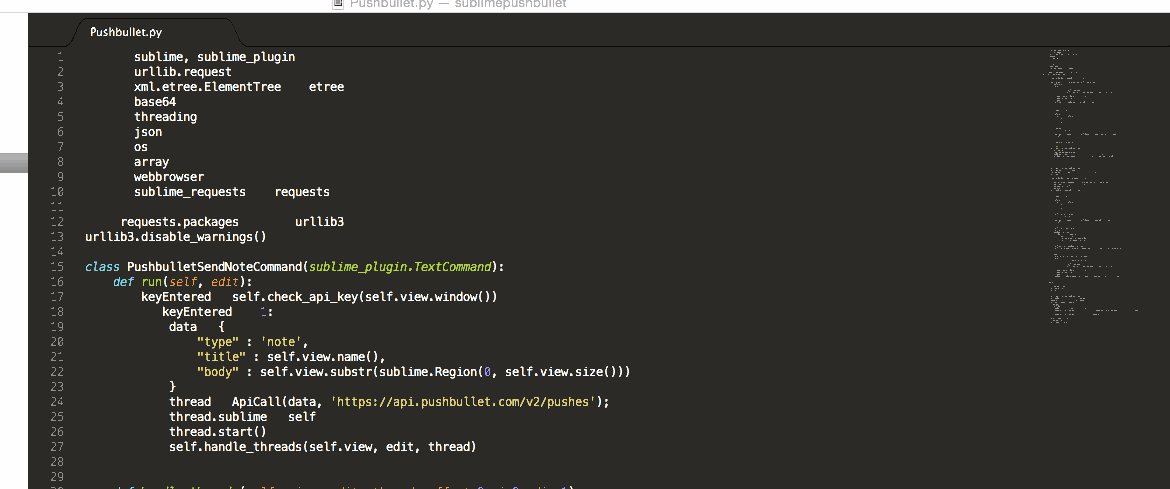 Pushbullet.py — sublimepushbullet
Pushbullet.py
1 sublime, sublime_plugin
2 urllib.request
3 xml.etree.ElementTree etree
4 base64
5 threading
6 json
7 os
8 array
9 webbrowser
10 sublime_requests requests
11
12 requests.packages urllib3
13 urllib3.disable_warnings()
14
15 class PushbulletSendNoteCommand(sublime_plugin.TextCommand):
16 def run(self, edit):
17 keyEntered self.check_api_key(self.view.window())
18 keyEntered 1:
19 data {
20 "type" : 'note',
21 "title" : self.view.name(),
22 "body" : self.view.substr(sublime.Region(0, self.view.size()))
23 }
24 thread ApiCall(data, 'https://api.pushbullet.com/v2/pushes');
25 thread.sublime self
26 thread.start()
27 self.handle_threads(self.view, edit, thread)
28
29